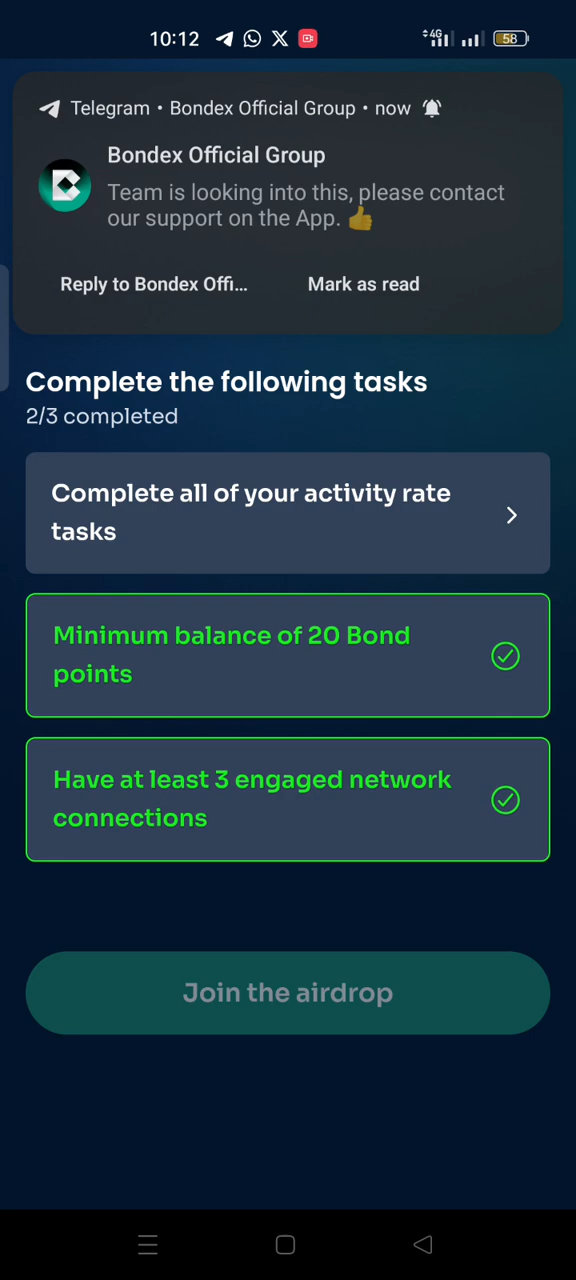 10:12 4G 58
Telegram • Bondex Official Group • now
Bondex Official Group
Team is looking into this, please contact
our support on the App. 👍
Reply to Bondex Offi... Mark as read
Complete the following tasks
2/3 completed
Complete all of your activity rate
tasks
Minimum balance of 20 Bond
points
Have at least 3 engaged network
connections
Join the airdrop